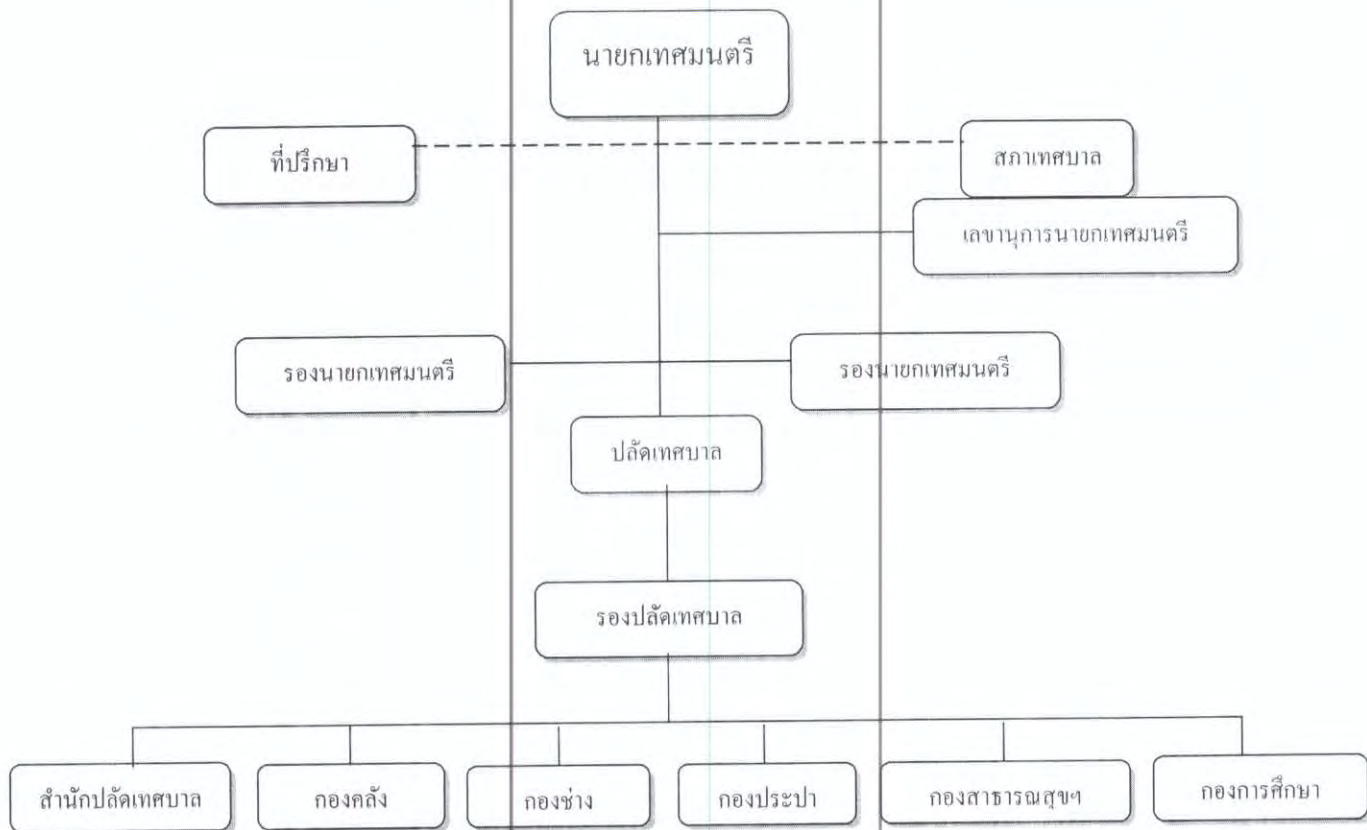 นายกเทศมนตรี
ที่ปรึกษา
สภาเทศบาล
เลขานุการนายกเทศมนตรี
รองนายกเทศมนตรี
รองนายกเทศมนตรี
ปลัดเทศบาล
รองปลัดเทศบาล
สำนักปลัดเทศบาล
กองคลัง
กองช่าง
กองประปา
กองสาธารณสุขฯ
กองการศึกษา